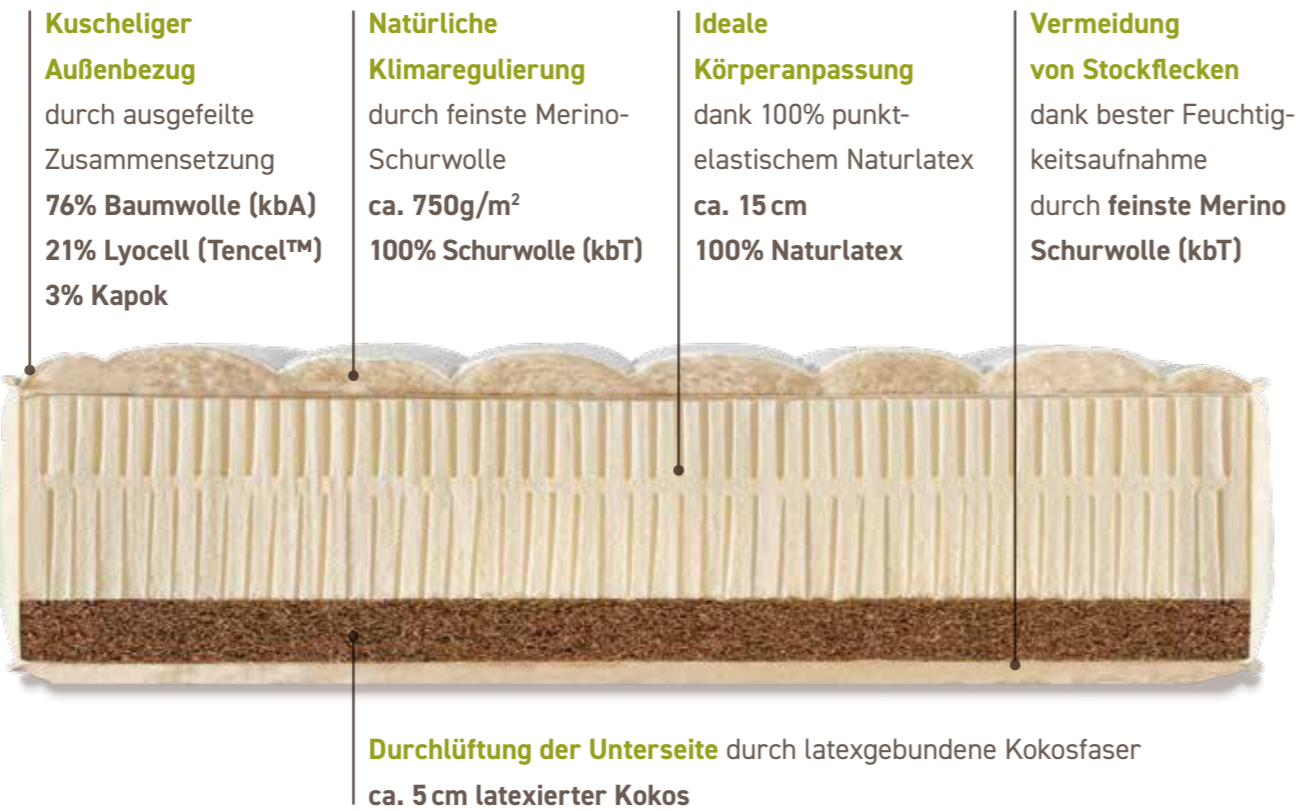 Kuscheliger
Außenbezug
durch ausgefeilte
Zusammensetzung
76% Baumwolle (kbA)
21% Lyocell (Tencel™)
3% Kapok
Natürliche
Klimaregulierung
durch feinste Merino-
Schurwolle
ca. 750g/m²
100% Schurwolle (kbT)
Ideale
Körperanpassung
dank 100% punkt-
elastischem Naturlatex
ca. 15 cm
100% Naturlatex
Vermeidung
von Stockflecken
dank bester Feuchtig-
keitsaufnahme
durch feinste Merino
Schurwolle (kbT)
Durchlüftung der Unterseite durch latexgebundene Kokosfaser
ca. 5 cm latexierter Kokos